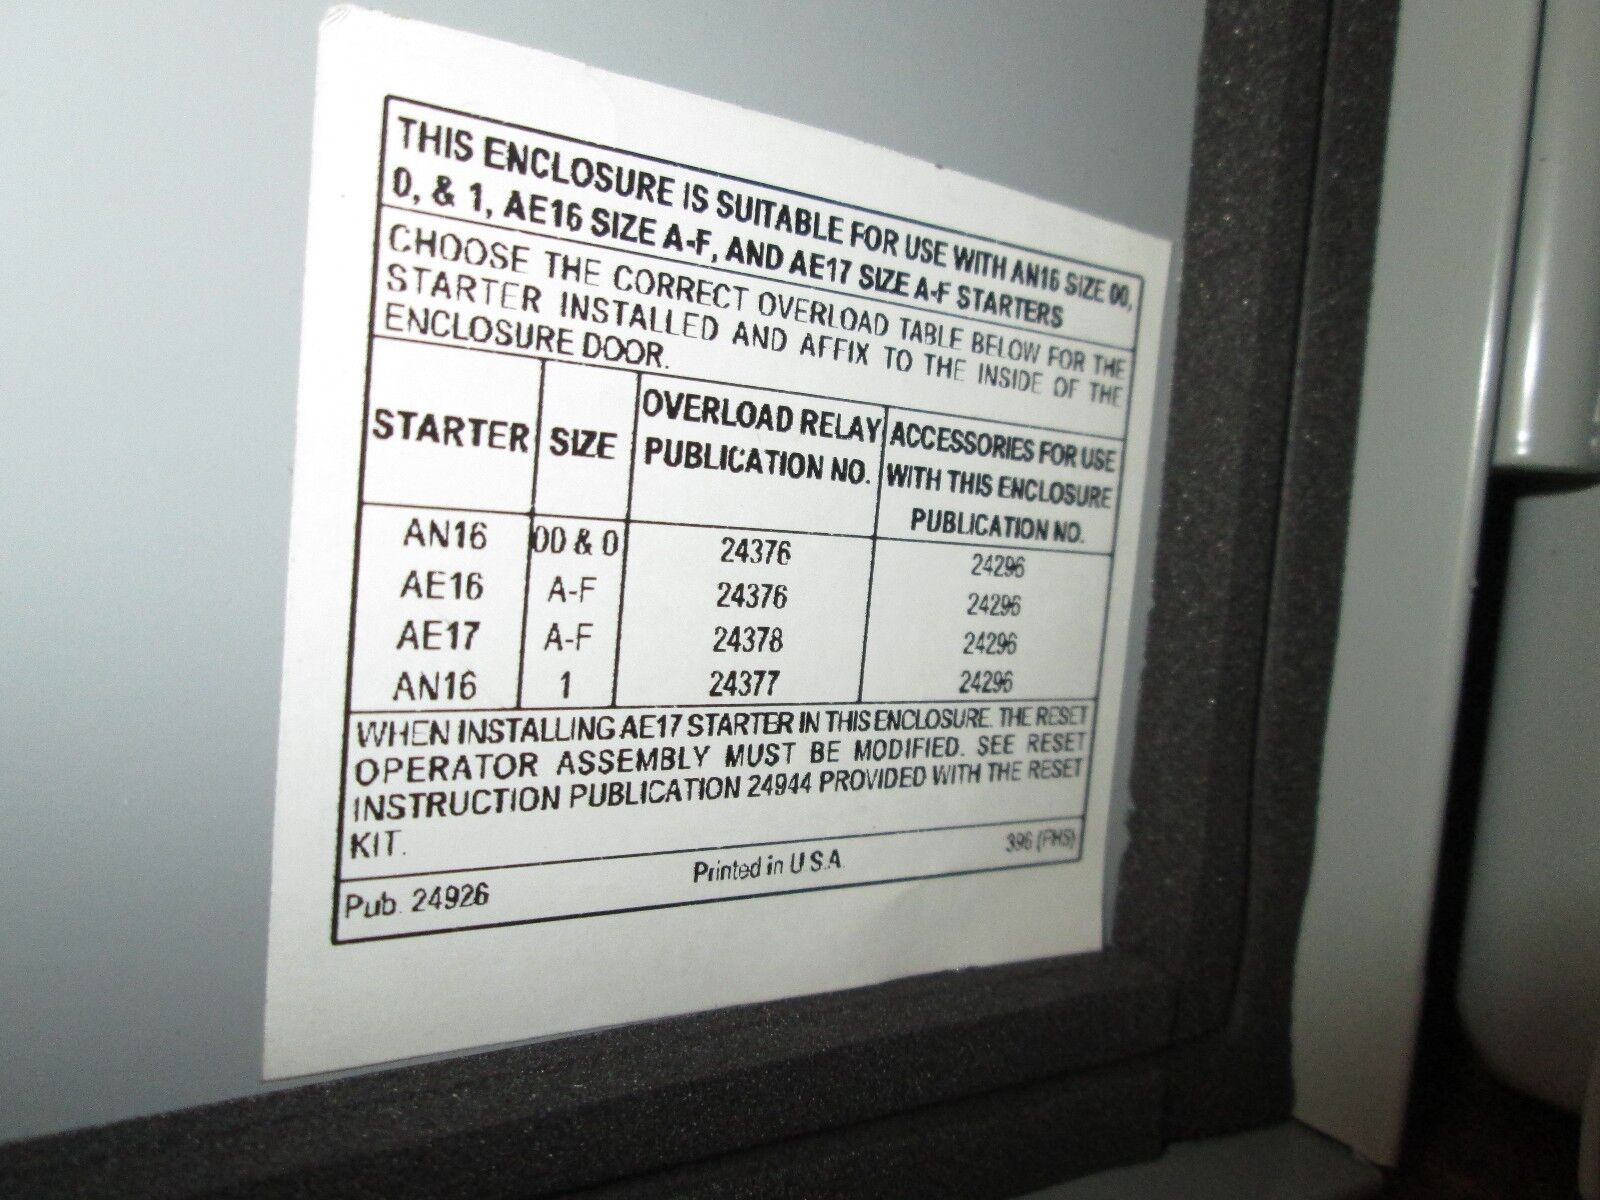 THIS ENCLOSURE IS SUITABLE FOR USE WITH AN16 SIZE 00,
0, & 1, AE16 SIZE A-F, AND AE17 SIZE A-F STARTERS
CHOOSE THE CORRECT OVERLOAD TABLE BELOW FOR THE
STARTER INSTALLED AND AFFIX TO THE INSIDE OF THE
ENCLOSURE DOOR.
STARTER SIZE OVERLOAD RELAY PUBLICATION NO. ACCESSORIES FOR USE WITH THIS ENCLOSURE PUBLICATION NO.
AN16 00 & 0 24376 24296
AE16 A-F 24376 24296
AE17 A-F 24378 24296
AN16 1 24377 24296
WHEN INSTALLING AE17 STARTER IN THIS ENCLOSURE. THE RESET
OPERATOR ASSEMBLY MUST BE MODIFIED. SEE RESET
INSTRUCTION PUBLICATION 24944 PROVIDED WITH THE RESET
KIT.
Pub. 24926 Printed in U.S.A. 396 (PHS)